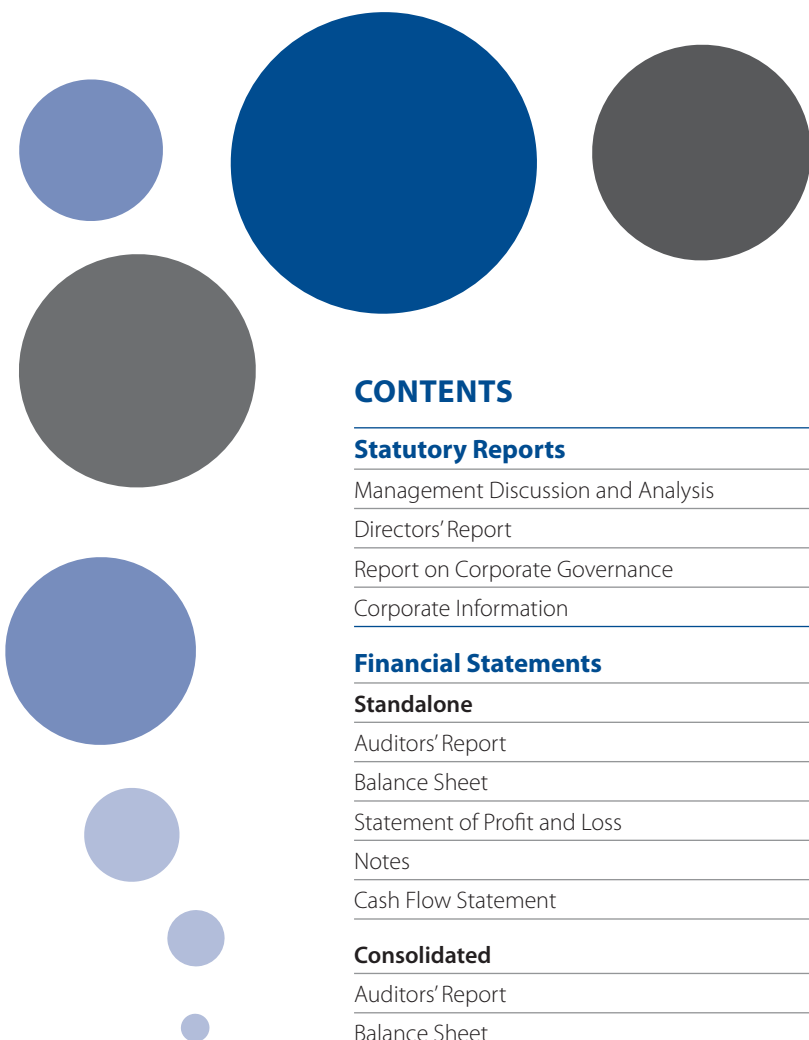 CONTENTS
Statutory Reports
Management Discussion and Analysis
Directors' Report
Report on Corporate Governance
Corporate Information
Financial Statements
Standalone
Auditors' Report
Balance Sheet
Statement of Profit and Loss
Notes
Cash Flow Statement
Consolidated
Auditors' Report
Balance Sheet